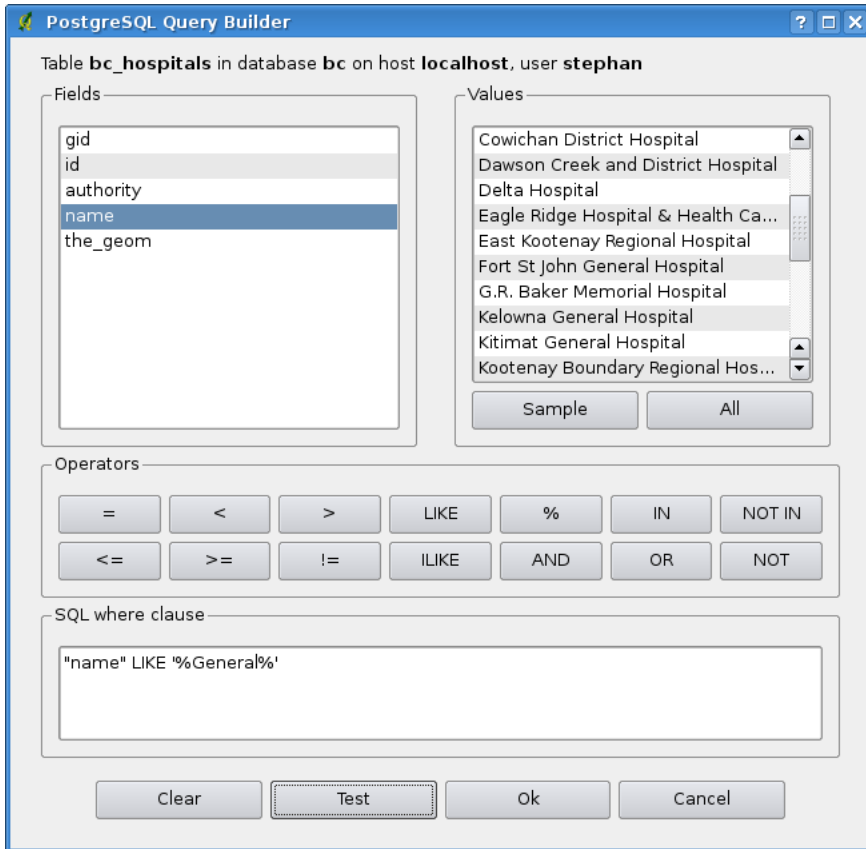 PostgreSQL Query Builder
Table bc_hospitals in database bc on host localhost, user stephan
Fields
gid
id
authority
name
the_geom
Values
Cowichan District Hospital
Dawson Creek and District Hospital
Delta Hospital
Eagle Ridge Hospital & Health Ca...
East Kootenay Regional Hospital
Fort St John General Hospital
G.R. Baker Memorial Hospital
Kelowna General Hospital
Kitimat General Hospital
Kootenay Boundary Regional Hos...
Sample All
Operators
= < > LIKE % IN NOT IN
<= >= != ILIKE AND OR NOT
SQL where clause
"name" LIKE '%General%'
Clear Test Ok Cancel